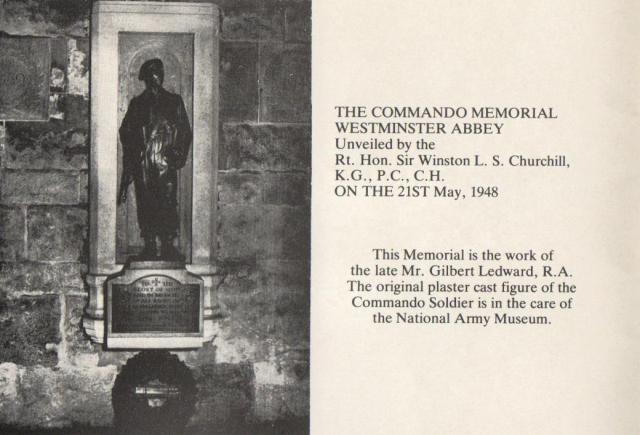 THE COMMANDO MEMORIAL
WESTMINSTER ABBEY
Unveiled by the
Rt. Hon. Sir Winston L. S. Churchill,
K.G., P.C., C.H.
ON THE 21ST May, 1948
This Memorial is the work of
the late Mr. Gilbert Ledward, R.A.
The original plaster cast figure of the
Commando Soldier is in the care of
the National Army Museum.